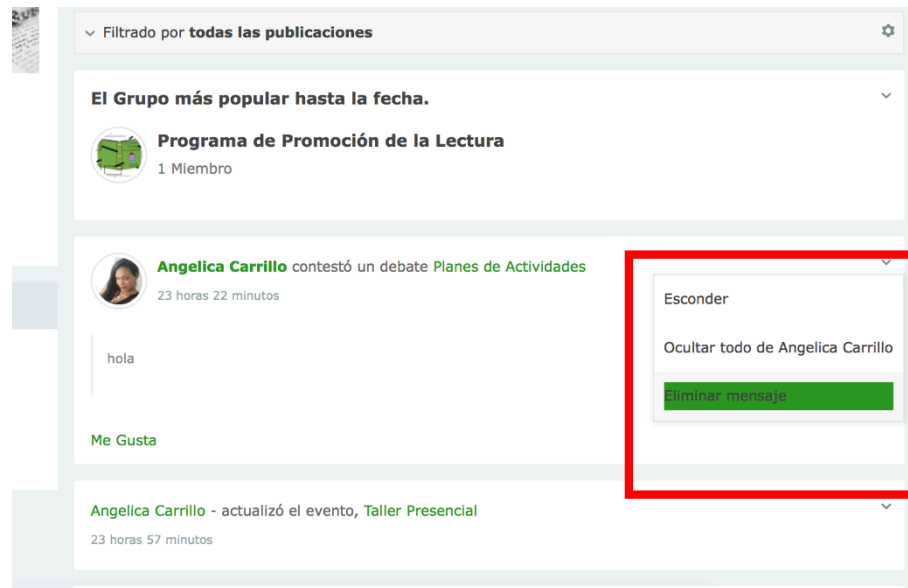 Filtrado por todas las publicaciones
El Grupo más popular hasta la fecha.
Programa de Promoción de la Lectura
1 Miembro
Angelica Carrillo contestó un debate Planes de Actividades
23 horas 22 minutos
Esconder
Ocultar todo de Angelica Carrillo
Eliminar mensaje
hola
Me Gusta
Angelica Carrillo - actualizó el evento, Taller Presencial
23 horas 57 minutos